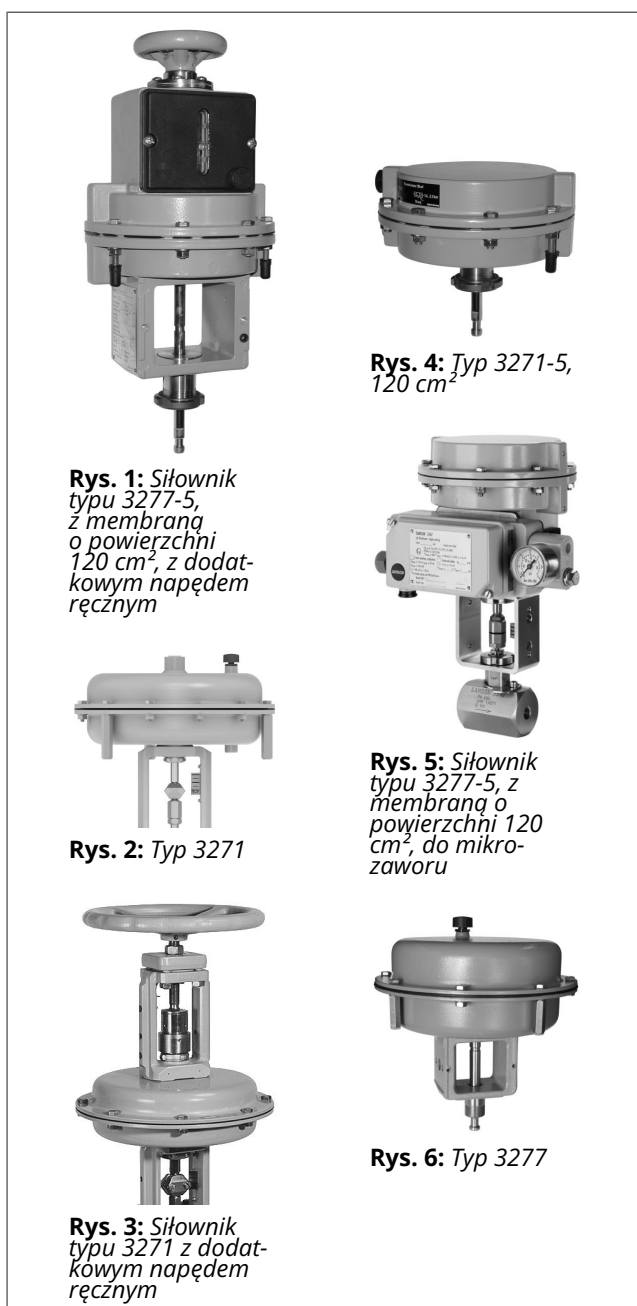 Rys. 1: Siłownik
typu 3277-5,
z membraną
o powierzchni
120 cm², z dodat-
kowym napędem
ręcznym
Rys. 2: Typ 3271
Rys. 3: Siłownik
typu 3271 z dodat-
kowym napędem
ręcznym
Rys. 4: Typ 3271-5,
120 cm²
Rys. 5: Siłownik
typu 3277-5, z
membraną o
powierzchni 120
cm², do mikro-
zaworu
Rys. 6: Typ 3277